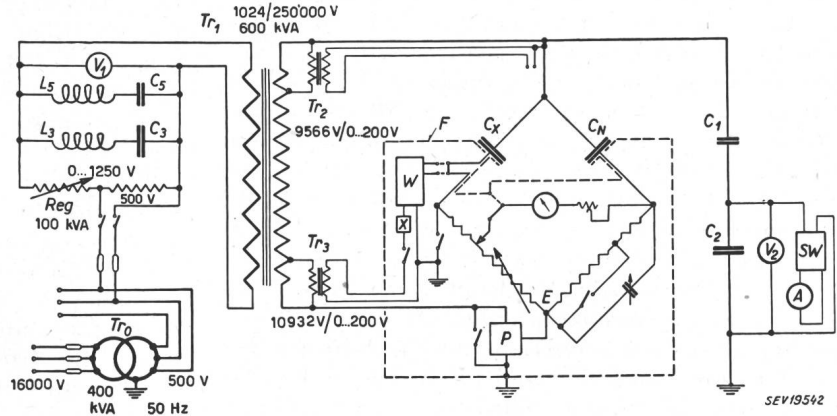 Tr1
1024/250'000 V
600 kVA
V1
L5
C5
L3
C3
0...1250 V
Reg
100 kVA
500 V
Tr0
16000 V
400
kVA
500 V
50 Hz
Tr2
9566 V/0...200 V
Tr3
10932 V/0...200 V
F
W
X
CX
CN
E
P
C1
C2
V2
SW
A
SEV19542